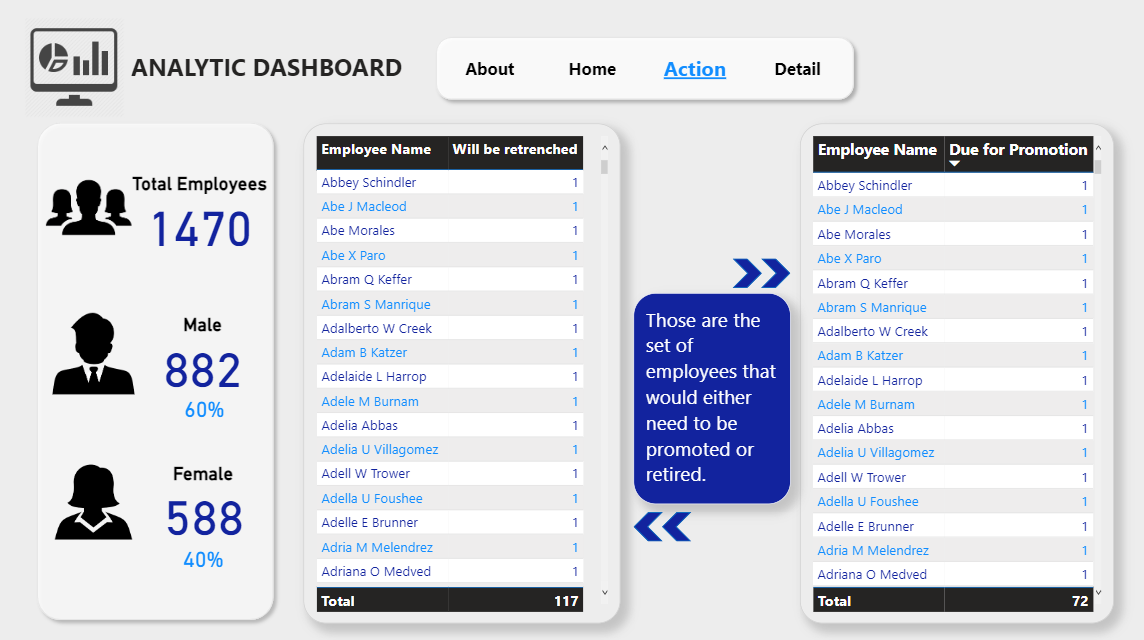 ANALYTIC DASHBOARD
About Home Action Detail
Total Employees
1470
Male
882
60%
Female
588
40%
Employee Name Will be retrenched
Abbey Schindler 1
Abe J Macleod 1
Abe Morales 1
Abe X Paro 1
Abram Q Keffer 1
Abram S Manrique 1
Adalberto W Creek 1
Adam B Katzer 1
Adelaide L Harrop 1
Adele M Burnam 1
Adelia Abbas 1
Adelia U Villagomez 1
Adell W Trower 1
Adella U Foushee 1
Adelle E Brunner 1
Adria M Melendrez 1
Adriana O Medved 1
Total 117
Those are the
set of
employees that
would either
need to be
promoted or
retired.
Employee Name Due for Promotion
Abbey Schindler 1
Abe J Macleod 1
Abe Morales 1
Abe X Paro 1
Abram Q Keffer 1
Abram S Manrique 1
Adalberto W Creek 1
Adam B Katzer 1
Adelaide L Harrop 1
Adele M Burnam 1
Adelia Abbas 1
Adelia U Villagomez 1
Adell W Trower 1
Adella U Foushee 1
Adelle E Brunner 1
Adria M Melendrez 1
Adriana O Medved 1
Total 72